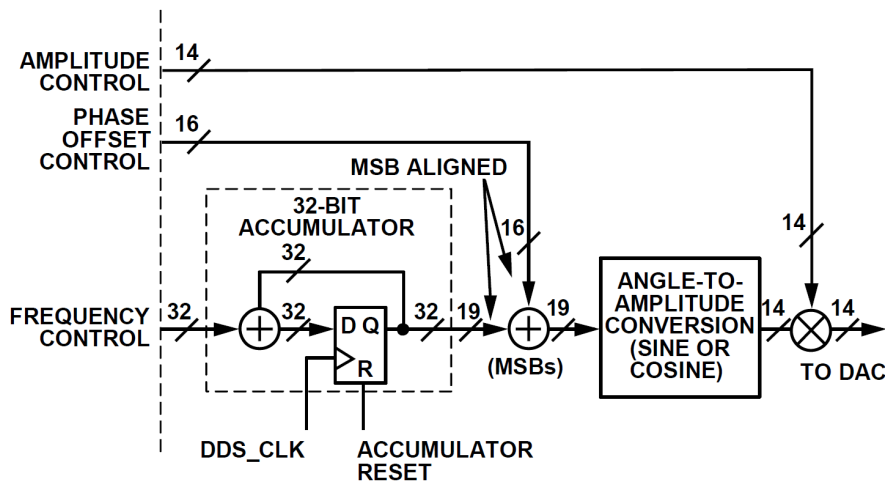 AMPLITUDE
CONTROL
14
PHASE
OFFSET
CONTROL
16
MSB ALIGNED
32-BIT
ACCUMULATOR
32
16
14
FREQUENCY
CONTROL
32
32
D Q
R
32
19
(MSBs)
19
ANGLE-TO-
AMPLITUDE
CONVERSION
(SINE OR
COSINE)
14
14
TO DAC
DDS_CLK
ACCUMULATOR
RESET